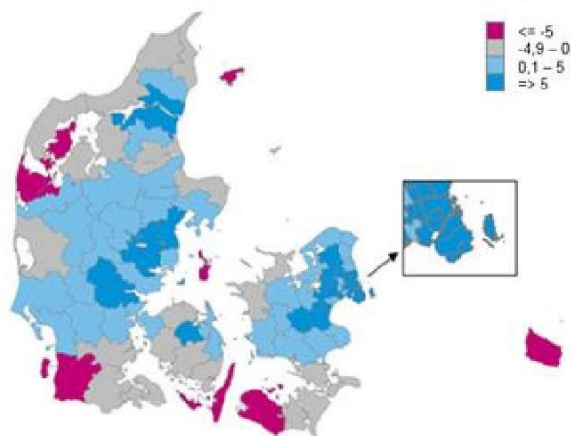 <= -5
-4,9 – 0
0,1 – 5
=> 5